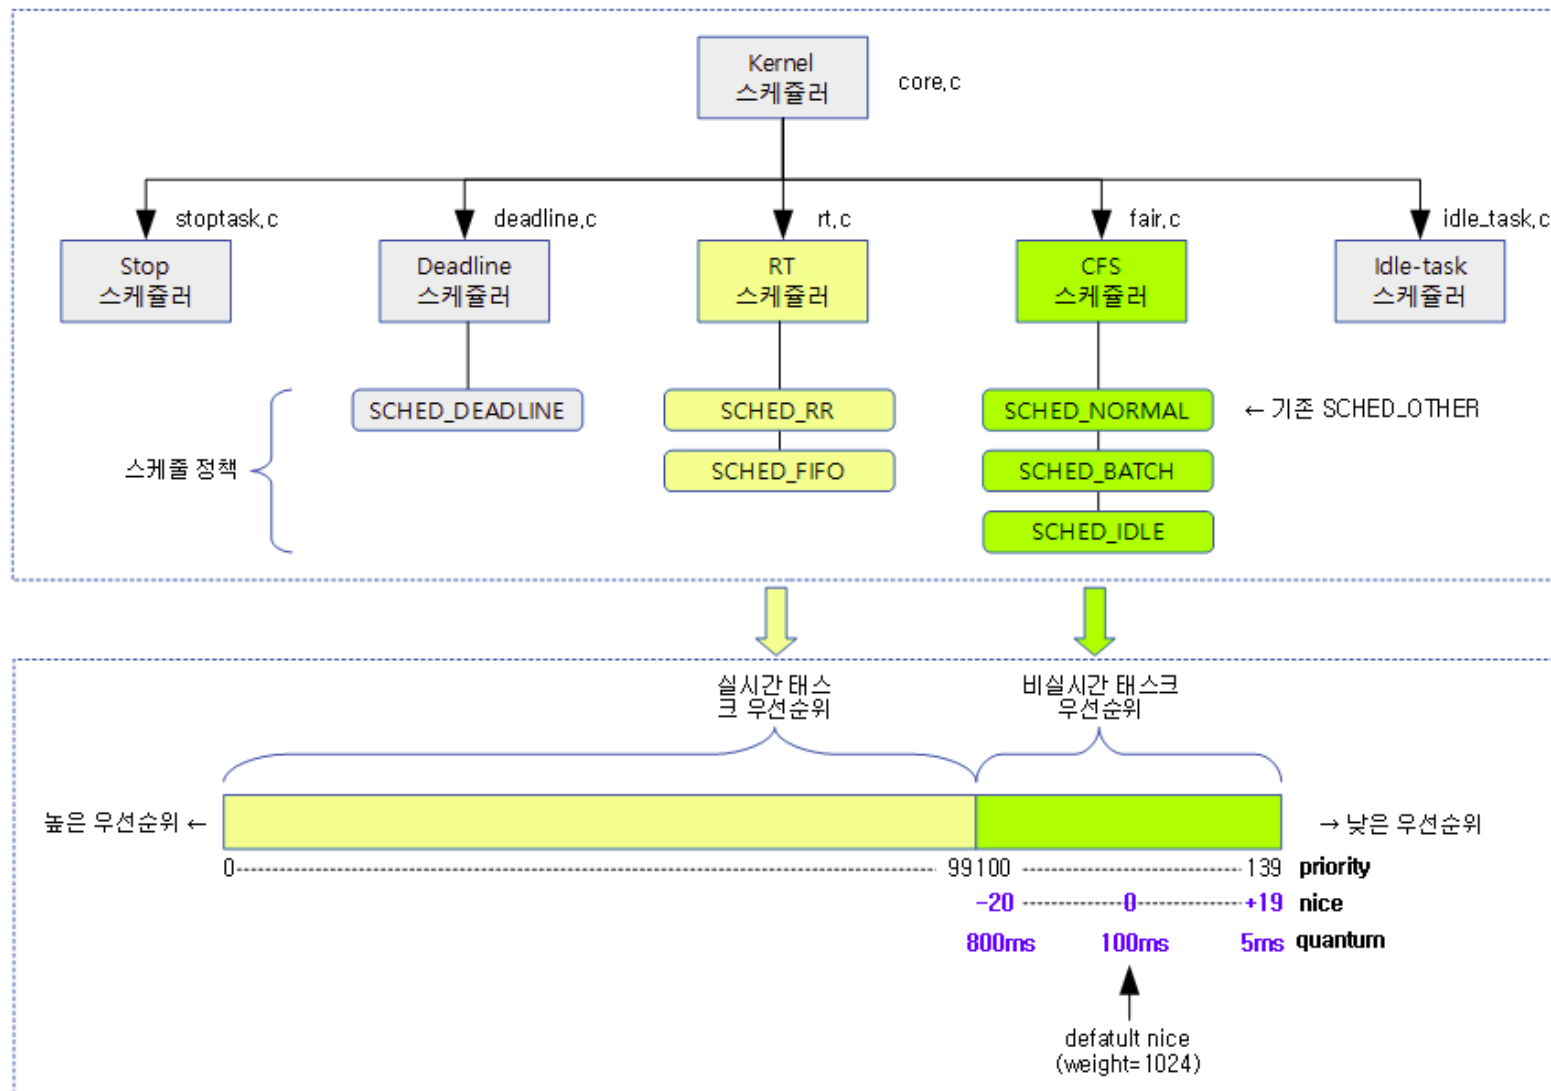 Kernel
스케쥴러
core.c
stoptask.c
deadline.c
rt.c
fair.c
idle_task.c
Stop
스케쥴러
Deadline
스케쥴러
RT
스케쥴러
CFS
스케쥴러
Idle-task
스케쥴러
스케줄 정책
SCHED_DEADLINE
SCHED_RR
SCHED_NORMAL
← 기존 SCHED_OTHER
SCHED_FIFO
SCHED_BATCH
SCHED_IDLE
실시간 태스
크 우선순위
비실시간 태스크
우선순위
높은 우선순위 ←
→ 낮은 우선순위
0 99 100 139 priority
-20 0 +19 nice
800ms 100ms 5ms quantum
defatult nice
(weight=1024)